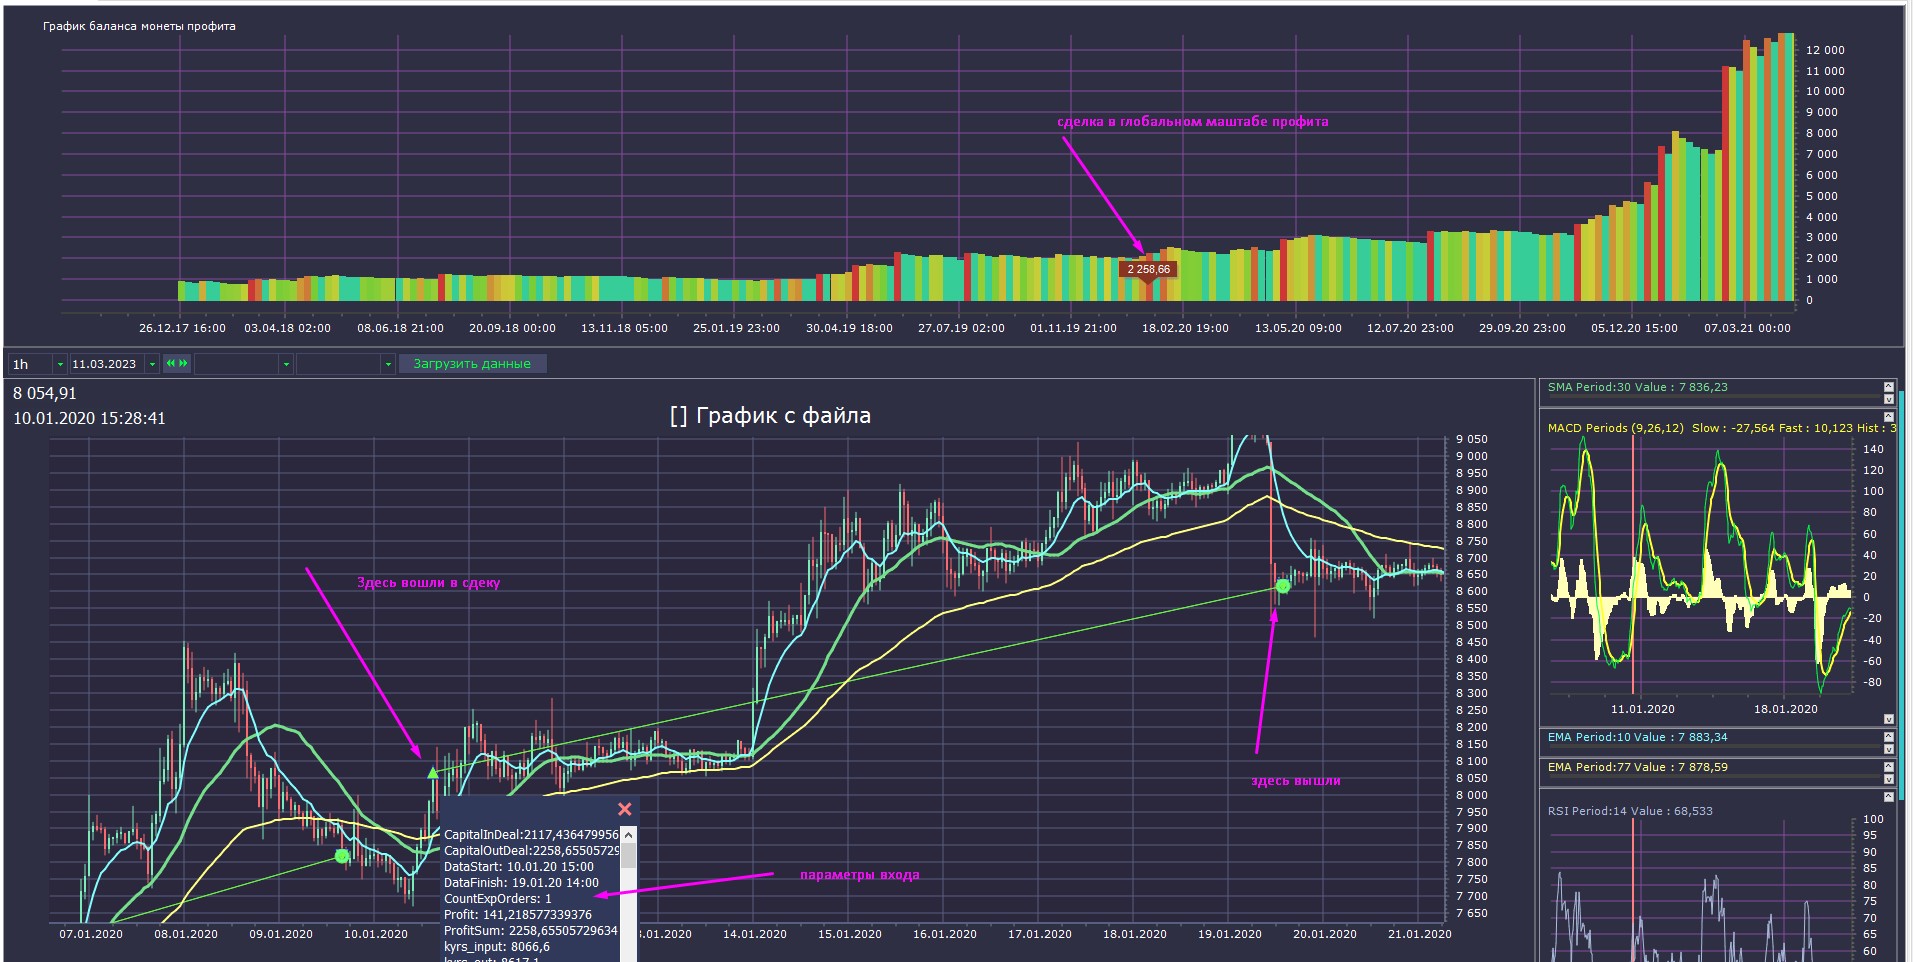 График баланса монеты профита
12 000
11 000
10 000
9 000
8 000
7 000
6 000
5 000
4 000
3 000
2 000
1 000
0
сделка в глобальном маштабе профита
2 258,66
26.12.17 16:00 03.04.18 02:00 08.06.18 21:00 20.09.18 00:00 13.11.18 05:00 25.01.19 23:00 30.04.19 18:00 27.07.19 02:00 01.11.19 21:00 18.02.20 19:00 13.05.20 09:00 12.07.20 23:00 29.09.20 23:00 05.12.20 15:00 07.03.21 00:00
1h 11.03.2023 Загрузить данные
8 054,91
10.01.2020 15:28:41
[] График с файла
9 050
9 000
8 950
8 900
8 850
8 800
8 750
8 700
8 650
8 600
8 550
8 500
8 450
8 400
8 350
8 300
8 250
8 200
8 150
8 100
8 050
8 000
7 950
7 900
7 850
7 800
7 750
7 700
7 650
Здесь вошли в сдеку
здесь вышли
параметры входа
CapitalInDeal:2117,436479956
CapitalOutDeal:2258,65505729
DataStart: 10.01.20 15:00
DataFinish: 19.01.20 14:00
CountExpOrders: 1
Profit: 141,218577339376
ProfitSum: 2258,65505729634
kyrs_input: 8066,6
kyrs_out: 8617,1
07.01.2020 08.01.2020 09.01.2020 10.01.2020 3.01.2020 14.01.2020 15.01.2020 16.01.2020 17.01.2020 18.01.2020 19.01.2020 20.01.2020 21.01.2020
SMA Period:30 Value : 7 836,23
MACD Periods (9,26,12) Slow : -27,564 Fast : 10,123 Hist : 3
140
120
100
80
60
40
20
0
-20
-40
-60
-80
11.01.2020 18.01.2020
EMA Period:10 Value : 7 883,34
EMA Period:77 Value : 7 878,59
RSI Period:14 Value : 68,533
100
95
90
85
80
75
70
65
60